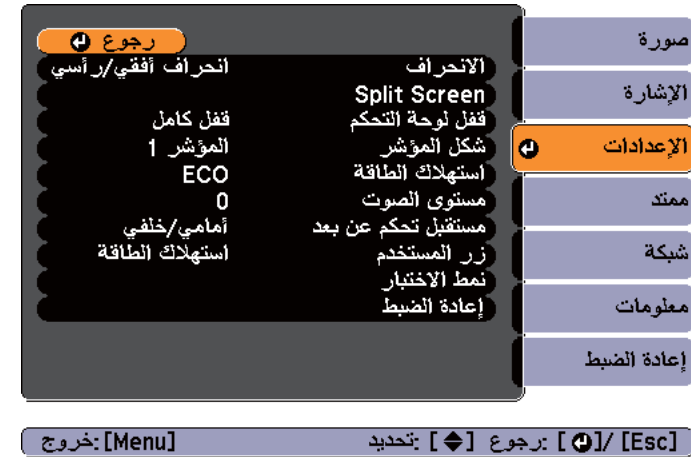 صورة
الإشارة
الإعدادات
ممتد
شبكة
معلومات
إعادة الضبط
رجوع
الانحراف انحراف أفقي/رأسي
Split Screen
قفل لوحة التحكم قفل كامل
شكل المؤشر المؤشر 1
استهلاك الطاقة ECO
مستوى الصوت 0
مستقبل تحكم عن بعد أمامي/خلفي
زر المستخدم استهلاك الطاقة
نمط الاختبار
إعادة الضبط
[Esc] /[ ] :رجوع [ ] :تحديد [Menu] :خروج